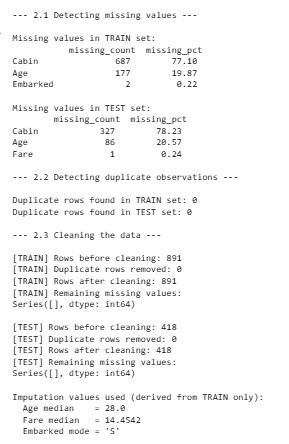 --- 2.1 Detecting missing values ---
Missing values in TRAIN set:
missing_count missing_pct
Cabin 687 77.10
Age 177 19.87
Embarked 2 0.22
Missing values in TEST set:
missing_count missing_pct
Cabin 327 78.23
Age 86 20.57
Fare 1 0.24
--- 2.2 Detecting duplicate observations ---
Duplicate rows found in TRAIN set: 0
Duplicate rows found in TEST set: 0
--- 2.3 Cleaning the data ---
[TRAIN] Rows before cleaning: 891
[TRAIN] Duplicate rows removed: 0
[TRAIN] Rows after cleaning: 891
[TRAIN] Remaining missing values:
Series([], dtype: int64)
[TEST] Rows before cleaning: 418
[TEST] Duplicate rows removed: 0
[TEST] Rows after cleaning: 418
[TEST] Remaining missing values:
Series([], dtype: int64)
Imputation values used (derived from TRAIN only):
Age median = 28.0
Fare median = 14.4542
Embarked mode = 'S'